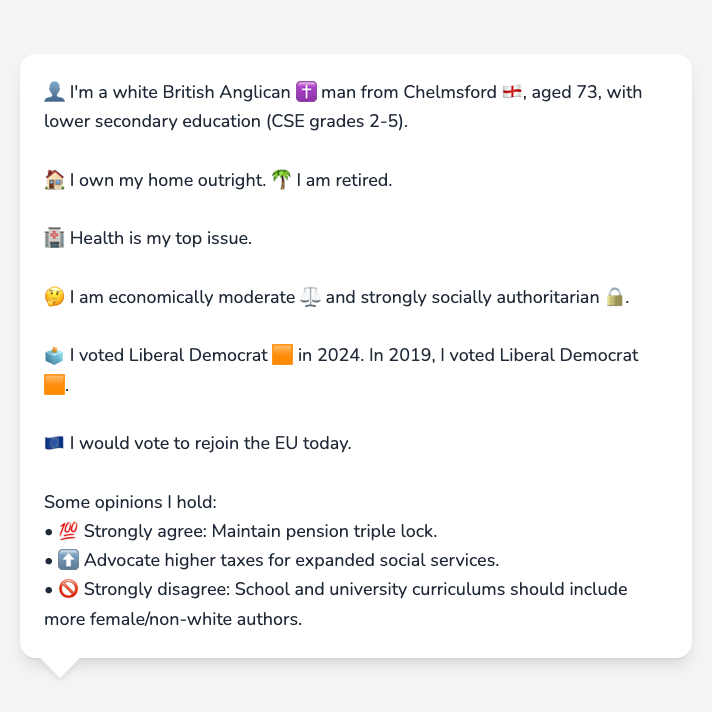 👤 I'm a white British Anglican ✝️ man from Chelmsford 🏴󠁧󠁢󠁥󠁮󠁧󠁿, aged 73, with
lower secondary education (CSE grades 2-5).
🏠 I own my home outright. 🌴 I am retired.
🏥 Health is my top issue.
🤔 I am economically moderate ⚖️ and strongly socially authoritarian 🔒.
🗳️ I voted Liberal Democrat 🟧 in 2024. In 2019, I voted Liberal Democrat
🟧.
🇪🇺 I would vote to rejoin the EU today.
Some opinions I hold:
• 💯 Strongly agree: Maintain pension triple lock.
• ⬆️ Advocate higher taxes for expanded social services.
• 🚫 Strongly disagree: School and university curriculums should include
more female/non-white authors.